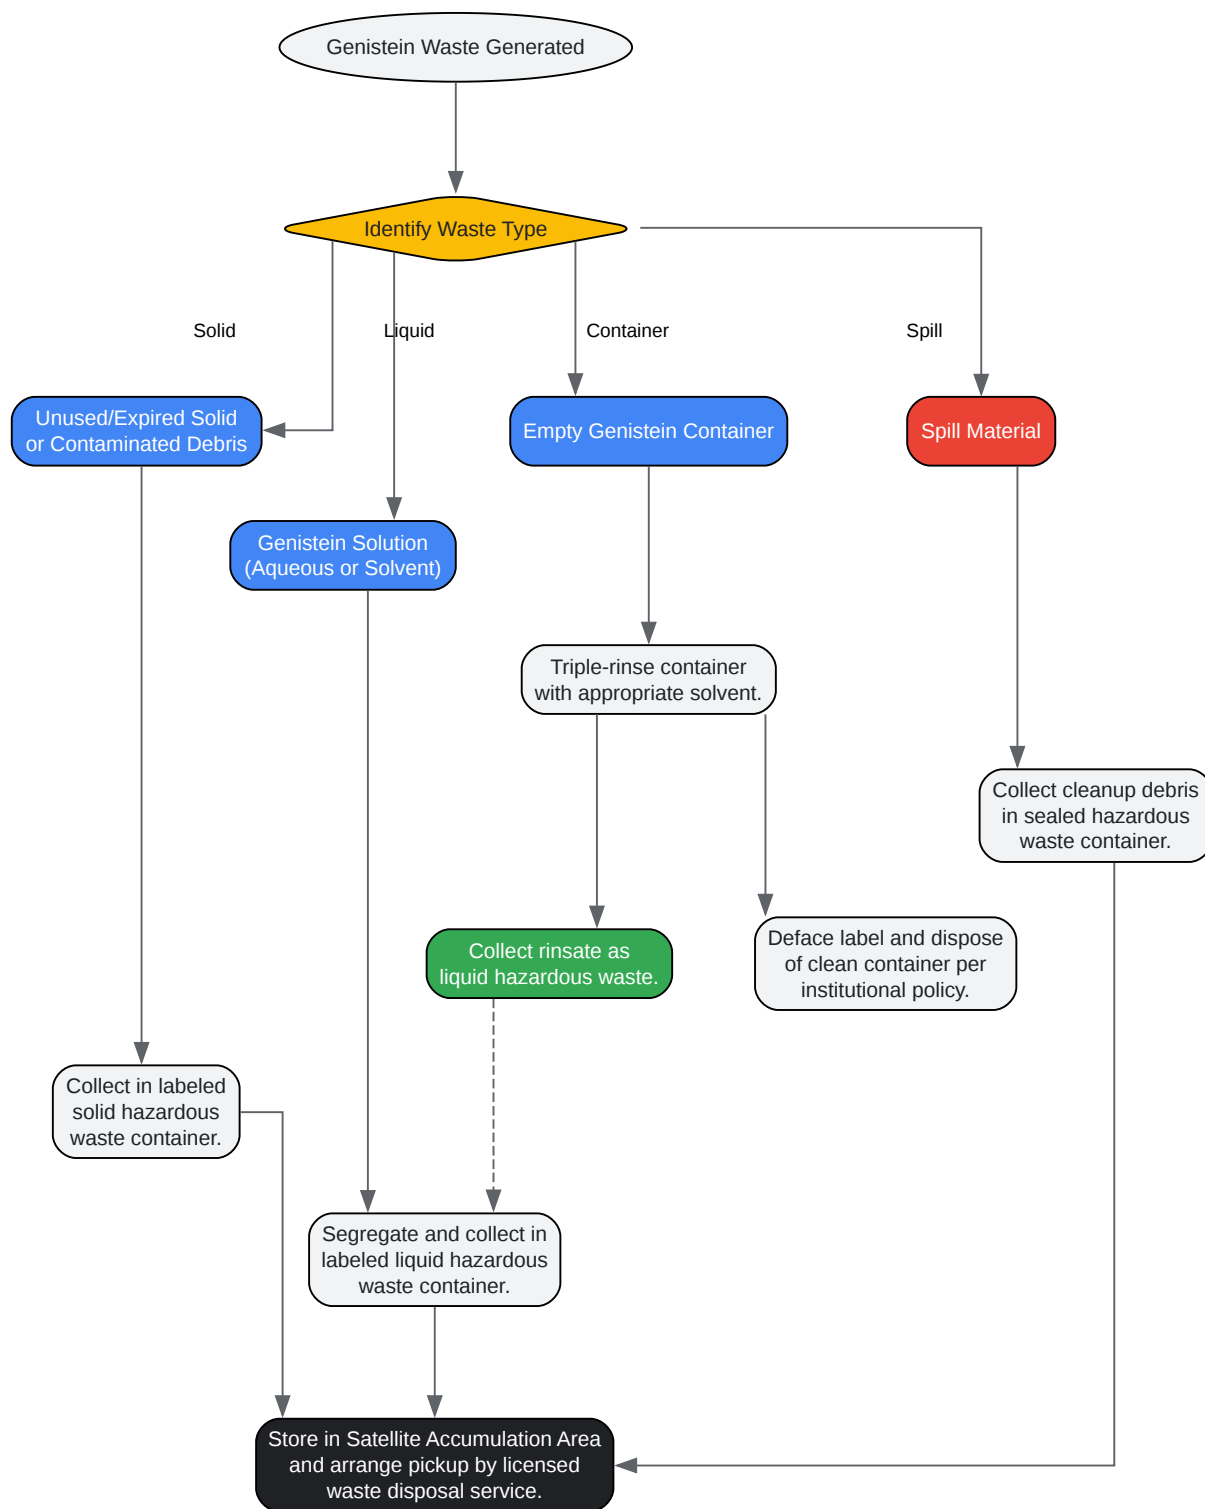 Genistein Waste Generated
Identify Waste Type
Solid
Liquid
Container
Spill
Unused/Expired Solid
or Contaminated Debris
Empty Genistein Container
Spill Material
Genistein Solution
(Aqueous or Solvent)
Triple-rinse container
with appropriate solvent.
Collect cleanup debris
in sealed hazardous
waste container.
Collect rinsate as
liquid hazardous waste.
Deface label and dispose
of clean container per
institutional policy.
Collect in labeled
solid hazardous
waste container.
Segregate and collect in
labeled liquid hazardous
waste container.
Store in Satellite Accumulation Area
and arrange pickup by licensed
waste disposal service.